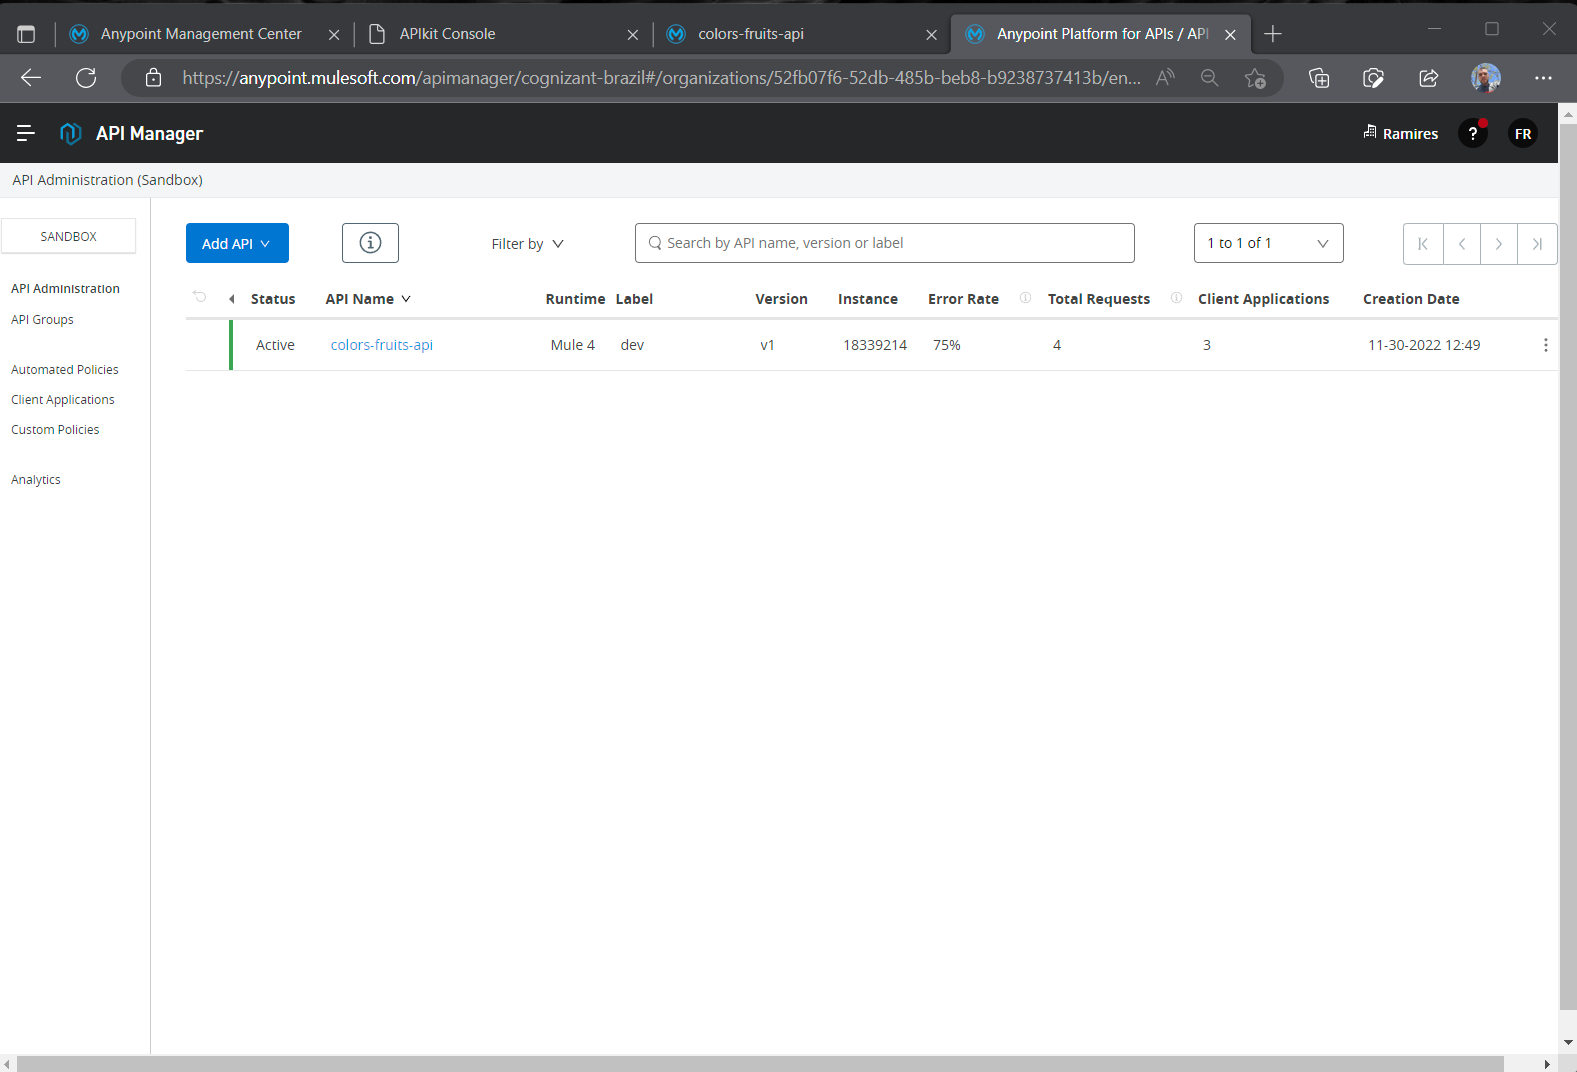 Anypoint Management Center
APIkit Console
colors-fruits-api
Anypoint Platform for APIs / API
https://anypoint.mulesoft.com/apimanager/cognizant-brazil#/organizations/52fb07f6-52db-485b-beb8-b9238737413b/en...
API Manager
Ramires
?
FR
API Administration (Sandbox)
SANDBOX
API Administration
API Groups
Automated Policies
Client Applications
Custom Policies
Analytics
Add API
Filter by
Search by API name, version or label
1 to 1 of 1
Status API Name Runtime Label Version Instance Error Rate Total Requests Client Applications Creation Date
Active colors-fruits-api Mule 4 dev v1 18339214 75% 4 3 11-30-2022 12:49